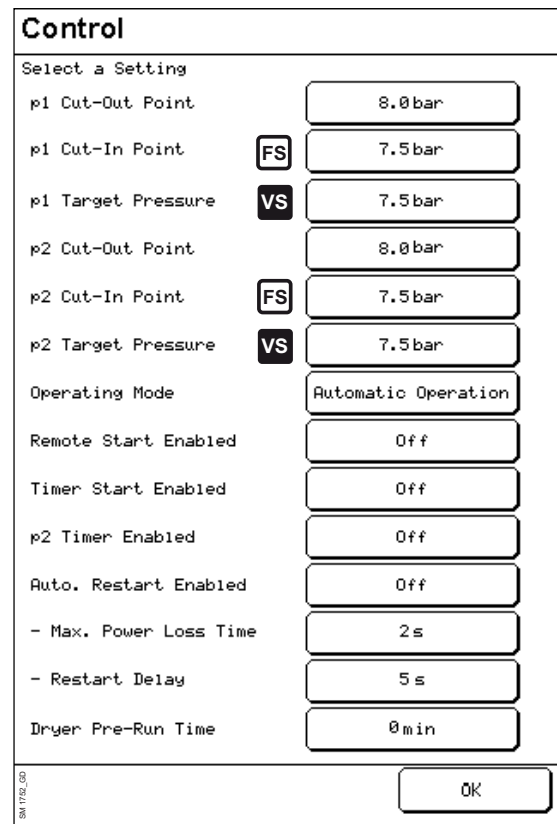 Control
Select a Setting
p1 Cut-Out Point 8.0bar
p1 Cut-In Point FS 7.5bar
p1 Target Pressure VS 7.5bar
p2 Cut-Out Point 8.0bar
p2 Cut-In Point FS 7.5bar
p2 Target Pressure VS 7.5bar
Operating Mode Automatic Operation
Remote Start Enabled Off
Timer Start Enabled Off
p2 Timer Enabled Off
Auto. Restart Enabled Off
- Max. Power Loss Time 2s
- Restart Delay 5s
Dryer Pre-Run Time 0min
SM 1752_GD
OK